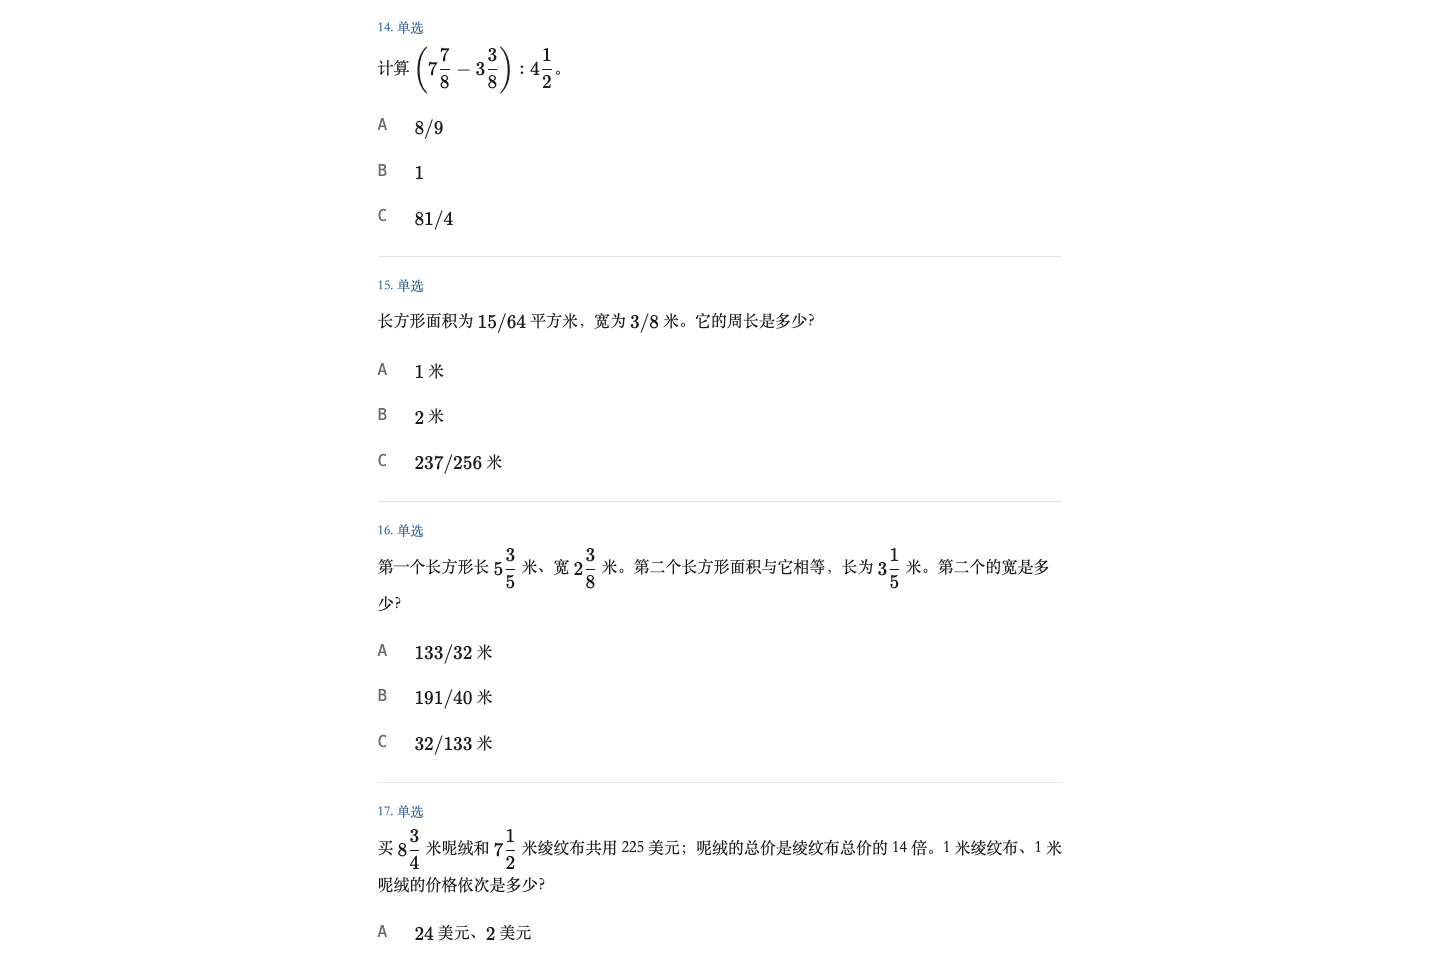 14. 单选
计算 (7 7/8 − 3 3/8) : 4 1/2。
A 8/9
B 1
C 81/4
15. 单选
长方形面积为 15/64 平方米，宽为 3/8 米。它的周长是多少?
A 1 米
B 2 米
C 237/256 米
16. 单选
第一个长方形长 5 3/5 米、宽 2 3/8 米。第二个长方形面积与它相等，长为 3 1/5 米。第二个的宽是多
少?
A 133/32 米
B 191/40 米
C 32/133 米
17. 单选
买 8 3/4 米呢绒和 7 1/2 米绫纹布共用 225 美元；呢绒的总价是绫纹布总价的 14 倍。1 米绫纹布、1 米
呢绒的价格依次是多少?
A 24 美元、2 美元